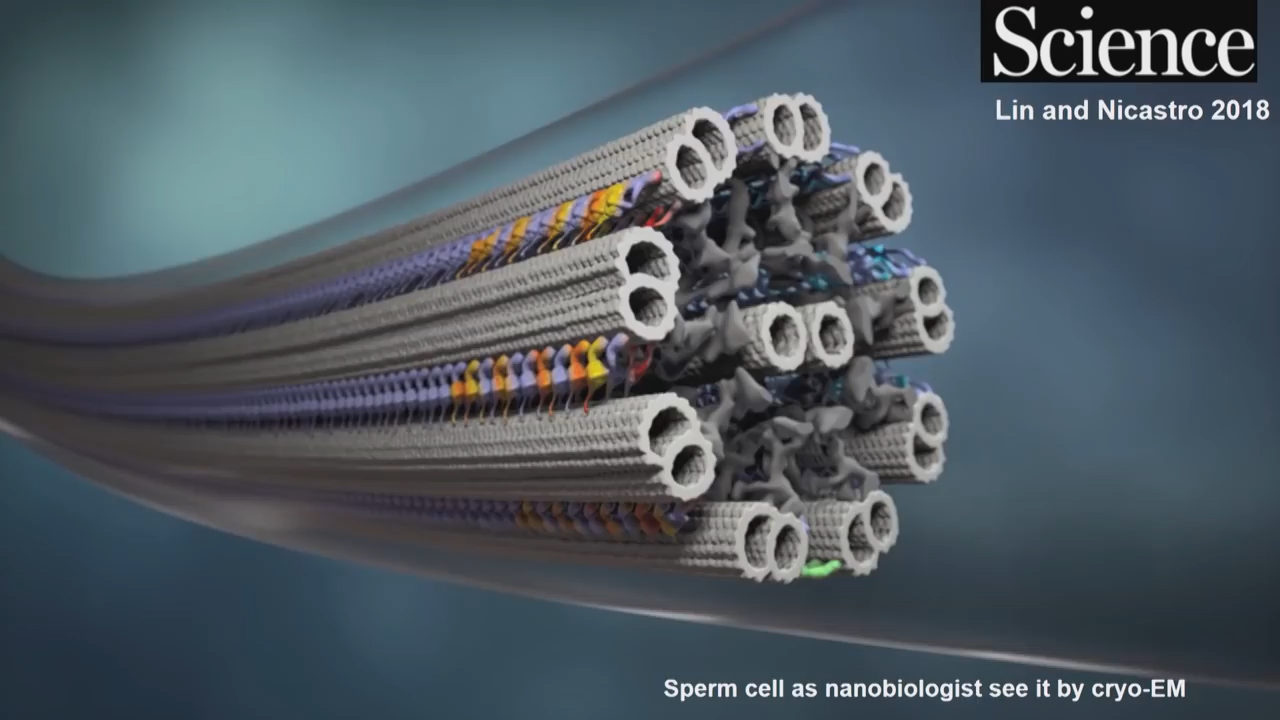 Science
Lin and Nicastro 2018
Sperm cell as nanobiologist see it by cryo-EM